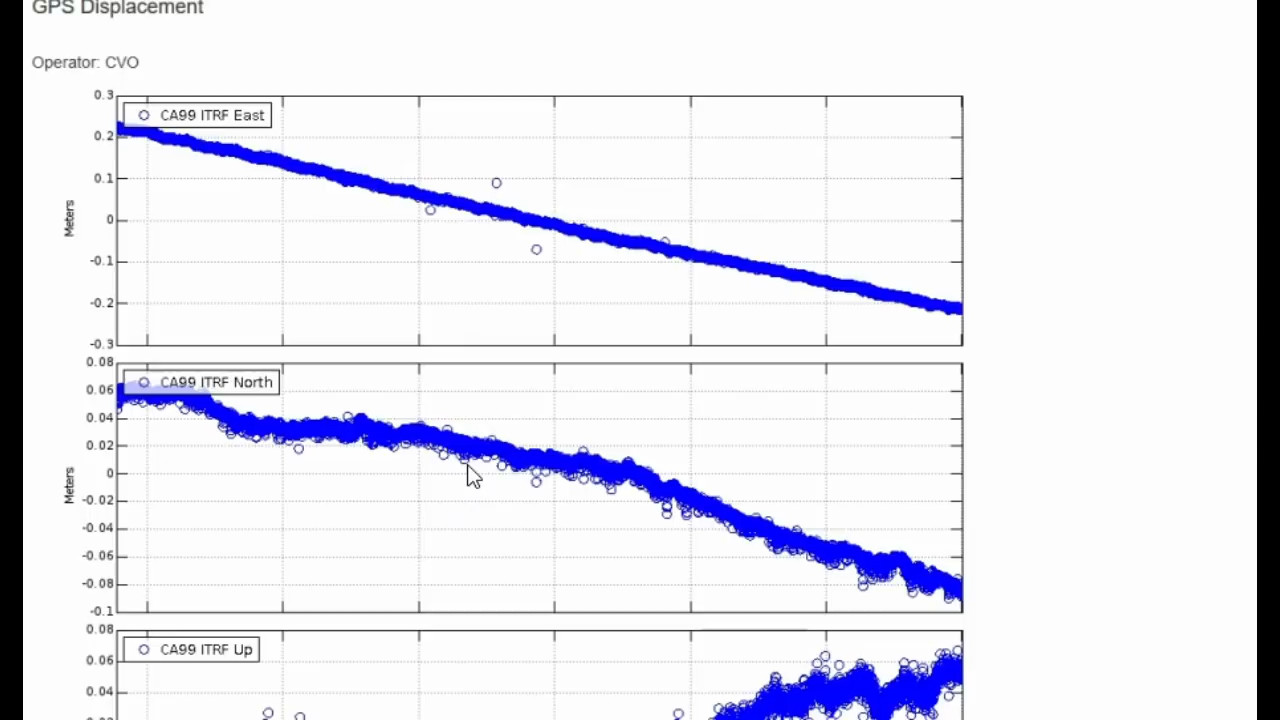 GPS Displacement
Operator: CVO
0.3
CA99 ITRF East
0.2
0.1
0
-0.1
-0.2
-0.3
Meters
0.08
CA99 ITRF North
0.06
0.04
0.02
0
-0.02
-0.04
-0.06
-0.08
-0.1
Meters
0.08
CA99 ITRF Up
0.06
0.04